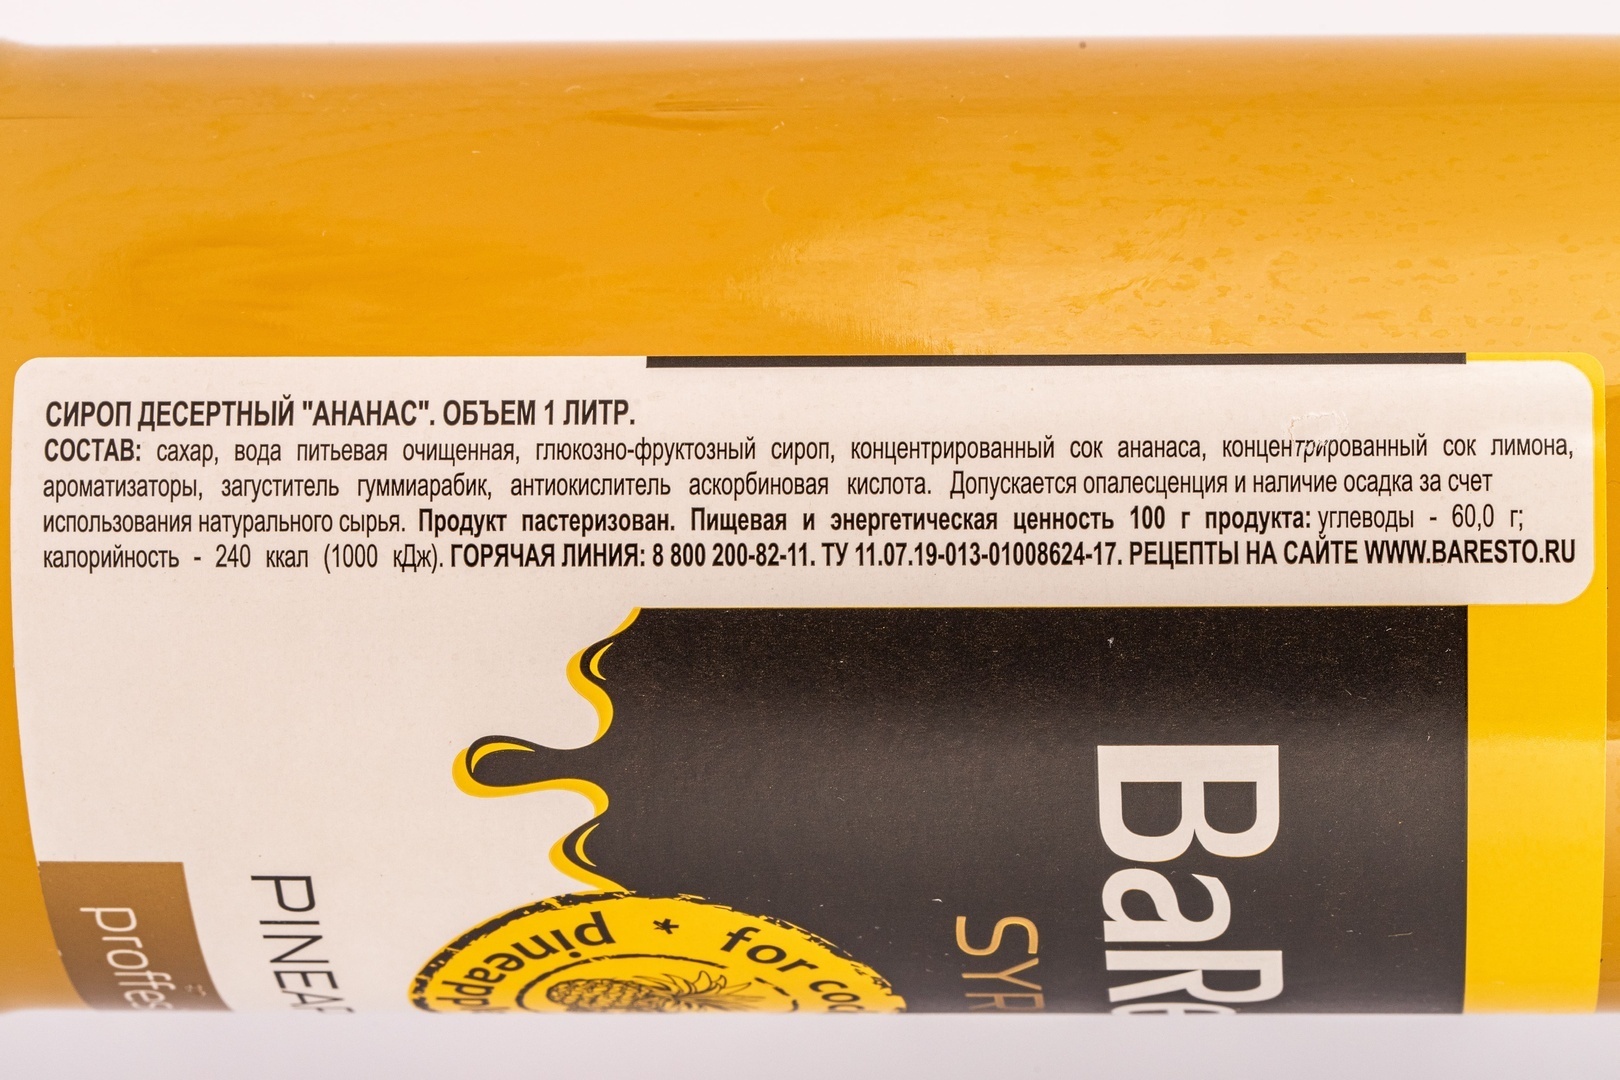 СИРОП ДЕСЕРТНЫЙ "АНАНАС". ОБЪЕМ 1 ЛИТР.
СОСТАВ: сахар, вода питьевая очищенная, глюкозно-фруктозный сироп, концентрированный сок ананаса, концентрированный сок лимона,
ароматизаторы, загуститель гуммиарабик, антиокислитель аскорбиновая кислота. Допускается опалесценция и наличие осадка за счет
использования натурального сырья. Продукт пастеризован. Пищевая и энергетическая ценность 100 г продукта: углеводы - 60,0 г;
калорийность - 240 ккал (1000 кДж). ГОРЯЧАЯ ЛИНИЯ: 8 800 200-82-11. ТУ 11.07.19-013-01008624-17. РЕЦЕПТЫ НА САЙТЕ WWW.BARESTO.RU